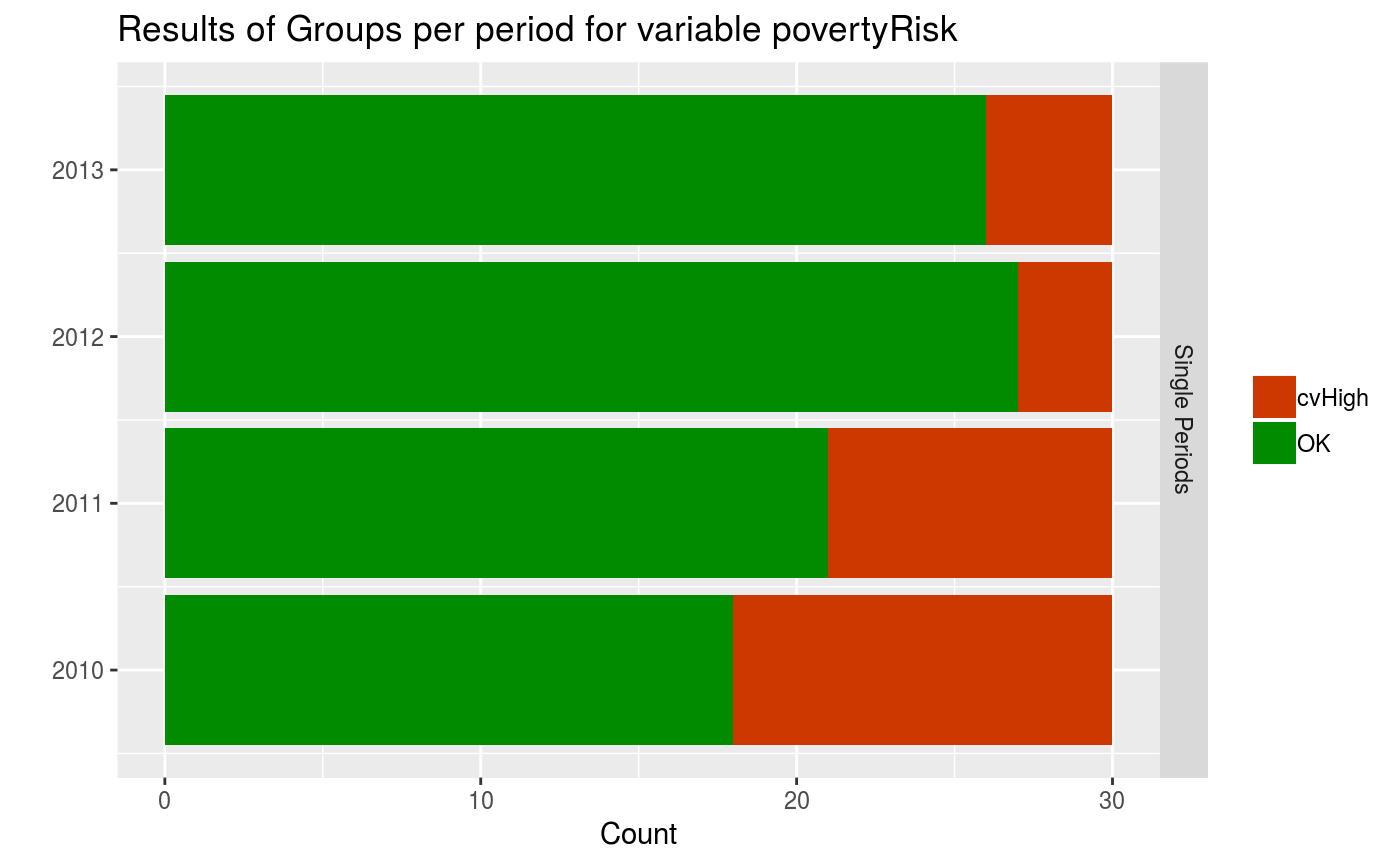 Results of Groups per period for variable povertyRisk
2013
2012
2011
2010
0 10 20 30
Count
Single Periods
cvHigh
OK